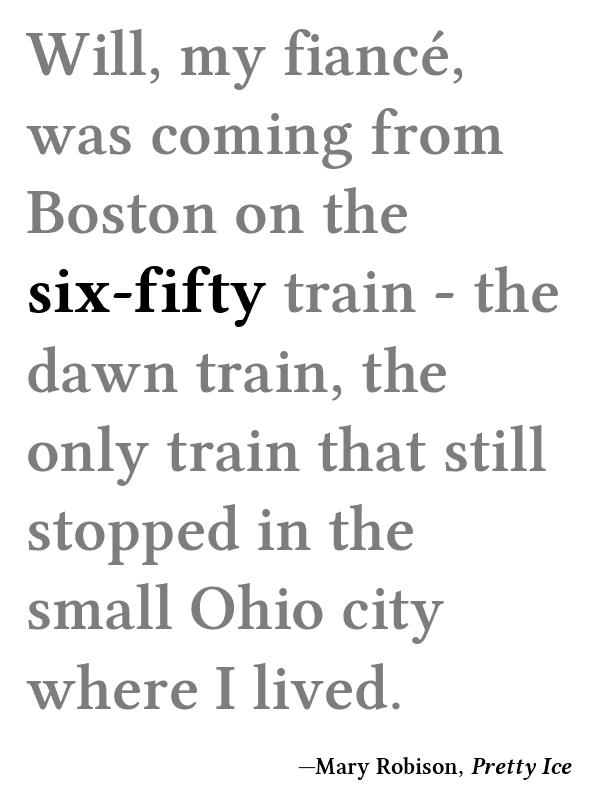 Will, my fiancé,
was coming from
Boston on the
six-fifty train - the
dawn train, the
only train that still
stopped in the
small Ohio city
where I lived.
—Mary Robison, Pretty Ice